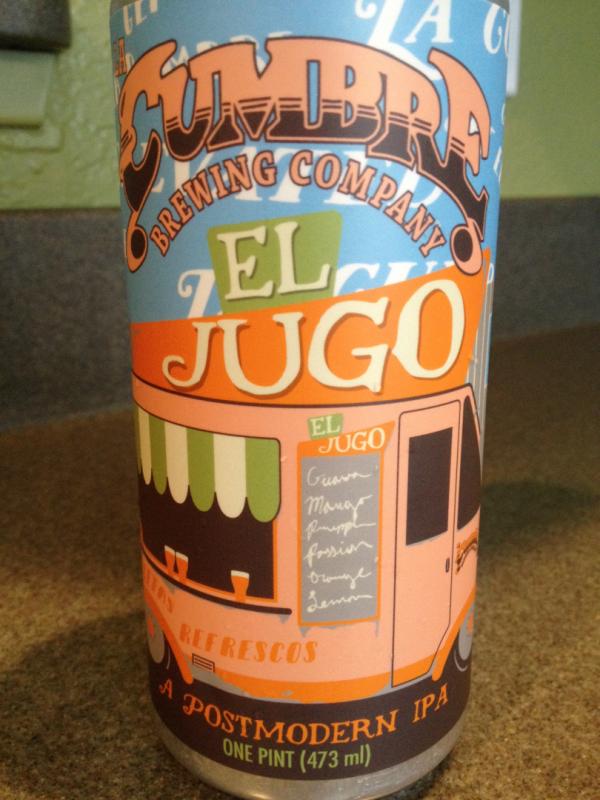 LA
CUMBRE
BREWING COMPANY
EL
JUGO
EL
JUGO
Guava
Mango
Passion
Orange
Lemon
REFRESCOS
A POSTMODERN IPA
ONE PINT (473 ml)